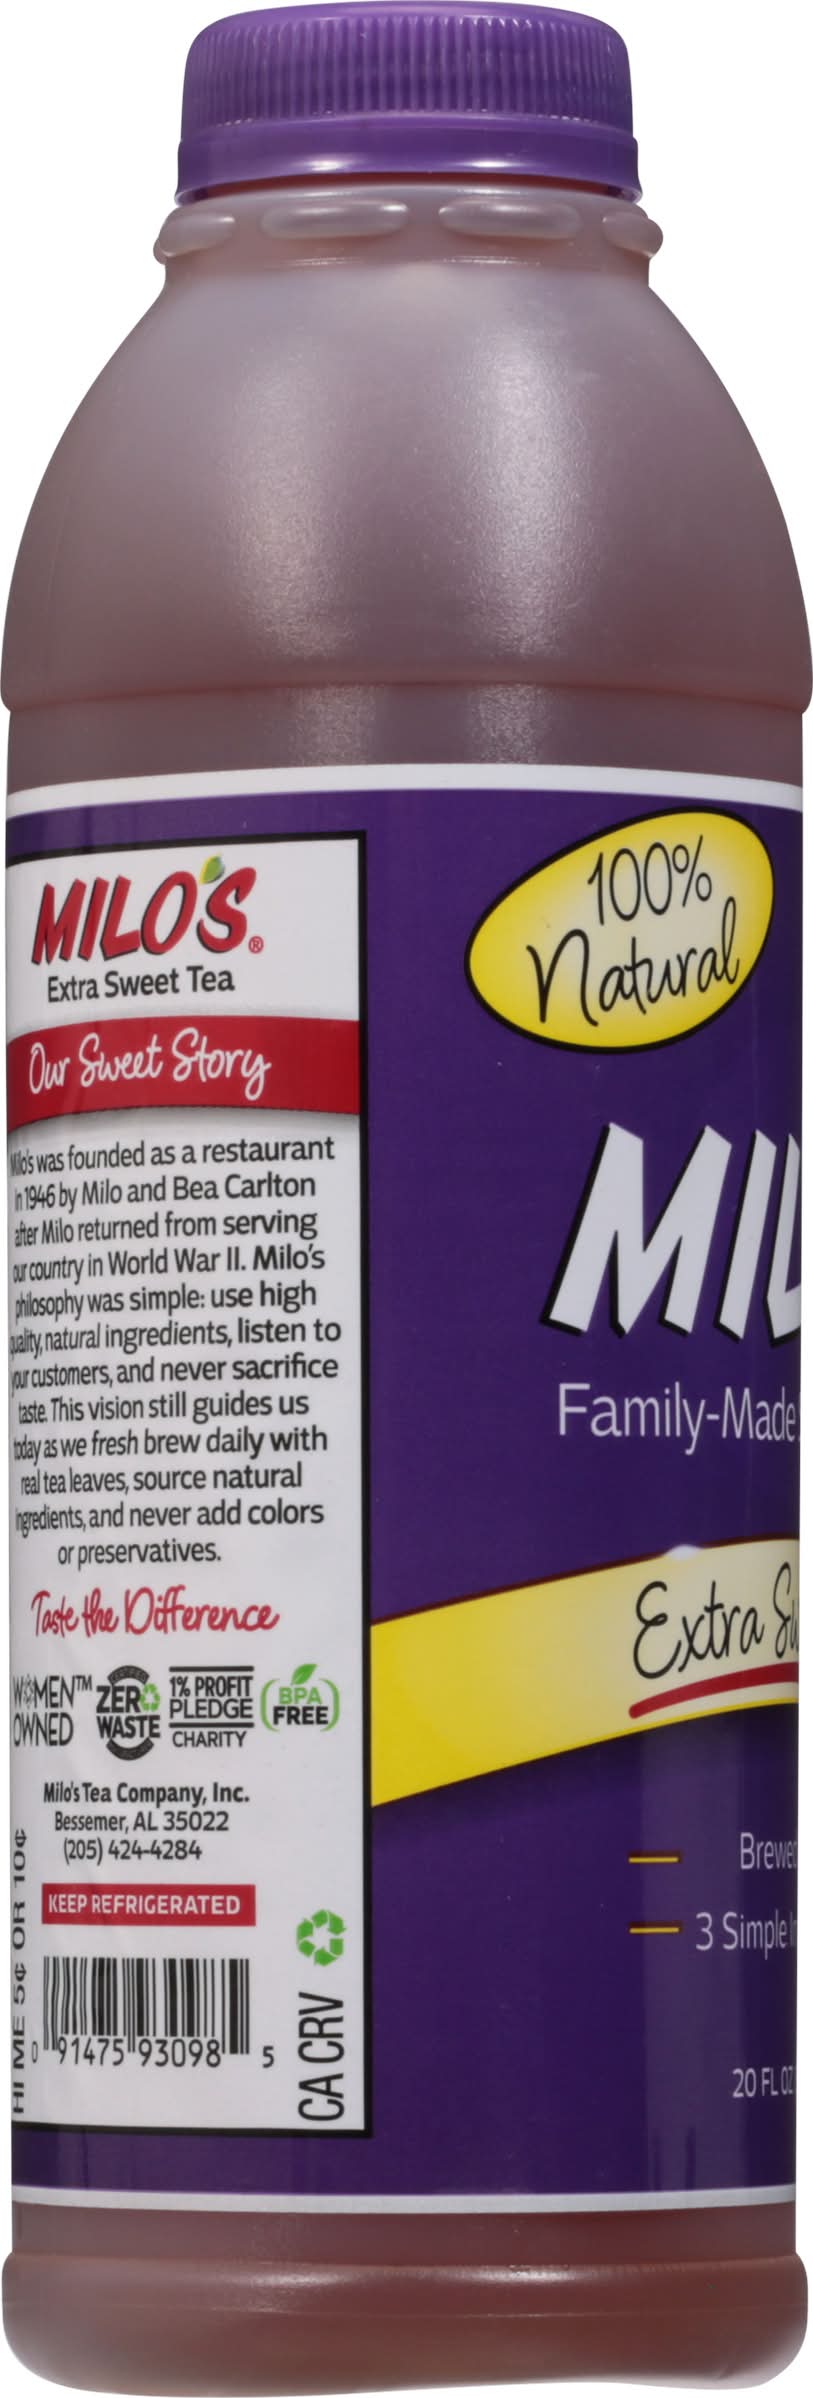 MILO'S®
Extra Sweet Tea
Our Sweet Story
Milo's was founded as a restaurant
in 1946 by Milo and Bea Carlton
after Milo returned from serving
our country in World War II. Milo's
philosophy was simple: use high
quality, natural ingredients, listen to
your customers, and never sacrifice
taste. This vision still guides us
today as we fresh brew daily with
real tea leaves, source natural
ingredients, and never add colors
or preservatives.
Taste the Difference
WOMEN™
OWNED
CERTIFIED
ZERO
WASTE
1% PROFIT
PLEDGE
CHARITY
BPA
FREE
Milo's Tea Company, Inc.
Bessemer, AL 35022
(205) 424-4284
KEEP REFRIGERATED
HI ME 5¢ OR 10¢
0 91475 93098 5
CA CRV
100%
Natural
MIL
Family-Made
Extra Sw
Brewed
3 Simple
20 FL OZ